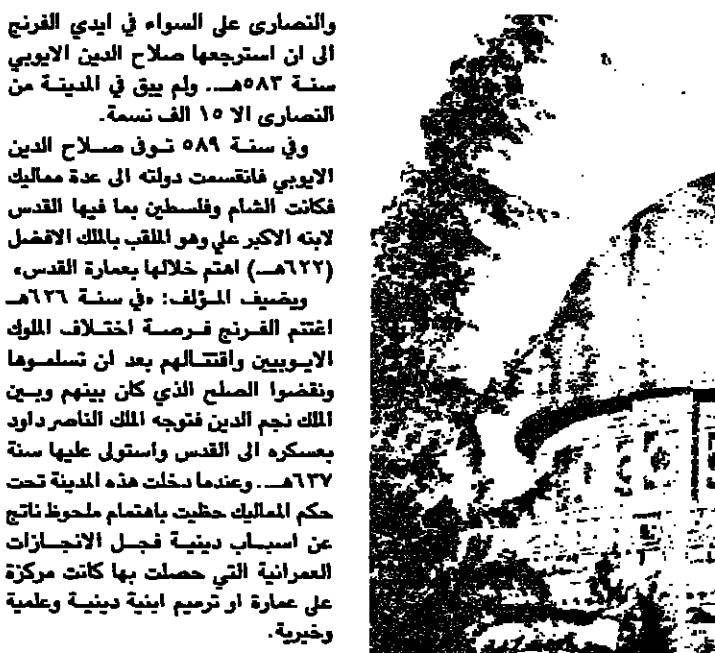 والنصارى على السواء في ايدي الفرنج
الى ان استرجعها صلاح الدين الايوبي
سنة ٥٨٣هـ.. ولم يبق في المدينة من
النصارى الا ١٥ الف نسمة.
وفي سنة ٥٨٩ توفى صلاح الدين
الايوبي فانقسمت دولته الى عدة ممالك
فكانت الشام وفلسطين بما فيها القدس
لابنه الاكبر علي وهو الملقب بالملك الافضل
(٦٢٢هـ) اهتم خلالها بعمارة القدس»
ويضيف المؤلف: «في سنة ٦٢٦هـ
اغتنم الفرنج فرصة اختلاف الملوك
الايوبيين واقتتالهم بعد ان تسلموها
ونقضوا الصلح الذي كان بينهم وبين
الملك نجم الدين فتوجه الملك الناصر داود
بعسكره الى القدس واستولى عليها سنة
٦٣٧هـ.. وعندما دخلت هذه المدينة تحت
حكم المماليك حظيت باهتمام ملحوظ ناتج
عن اسباب دينية فجل الانجازات
العمرانية التي حصلت بها كانت مركزة
على عمارة او ترميم ابنية دينية وعلمية
وخيرية.